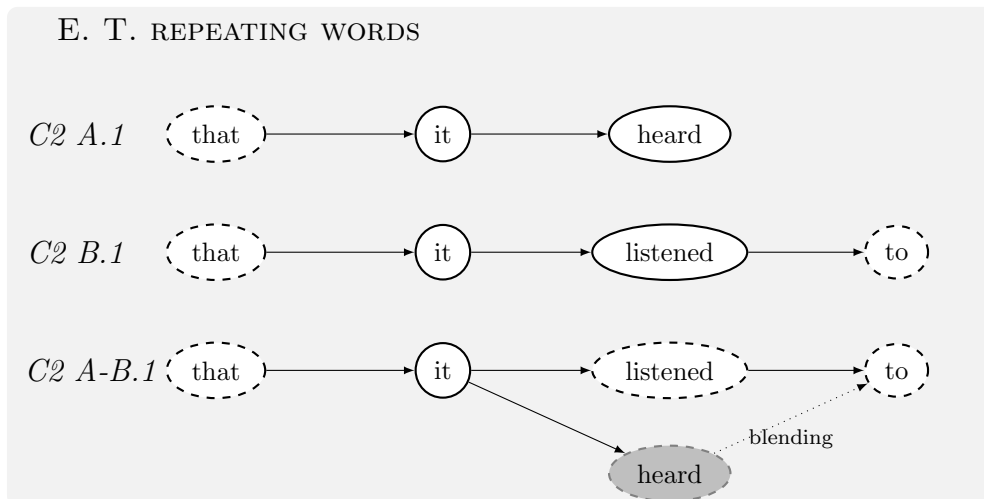 E. T. REPEATING WORDS
C2 A.1 that it heard
C2 B.1 that it listened to
C2 A-B.1 that it listened to
blending
heard